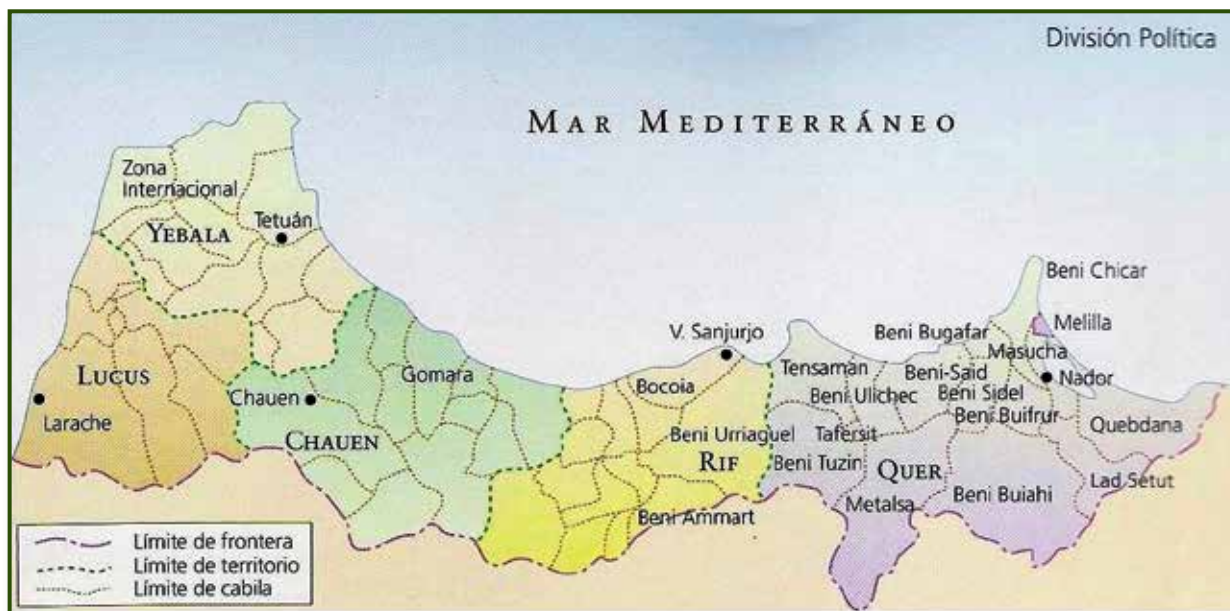 División Política
MAR MEDITERRÁNEO
Zona
Internacional
YEBALA
Tetuán
Beni Chicar
Melilla
V. Sanjurjo
Beni Bugafar
Masucha
LUCUS
Gomara
Bocoia
Tensaman
Beni-Said
Nador
Chauen
Beni Ulichec
Beni Sidel
Larache
Beni Buifrur
Quebdana
CHAUEN
Beni Urriaguel
Tafersit
RIF
Beni Tuzin
QUER
Lad Setut
Metalsa
Beni Buiahi
Beni Ammart
Límite de frontera
Límite de territorio
Límite de cabila